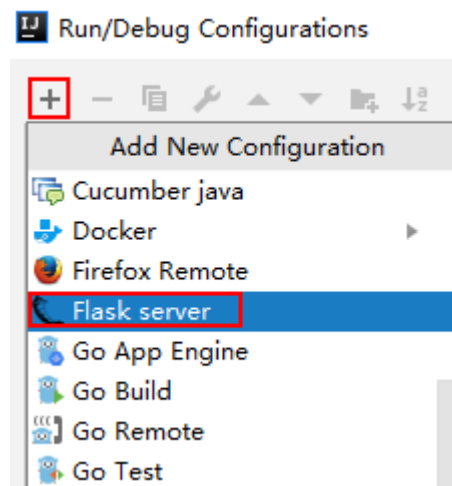 IJ Run/Debug Configurations
Add New Configuration
Cucumber java
Docker
Firefox Remote
Flask server
Go App Engine
Go Build
Go Remote
Go Test